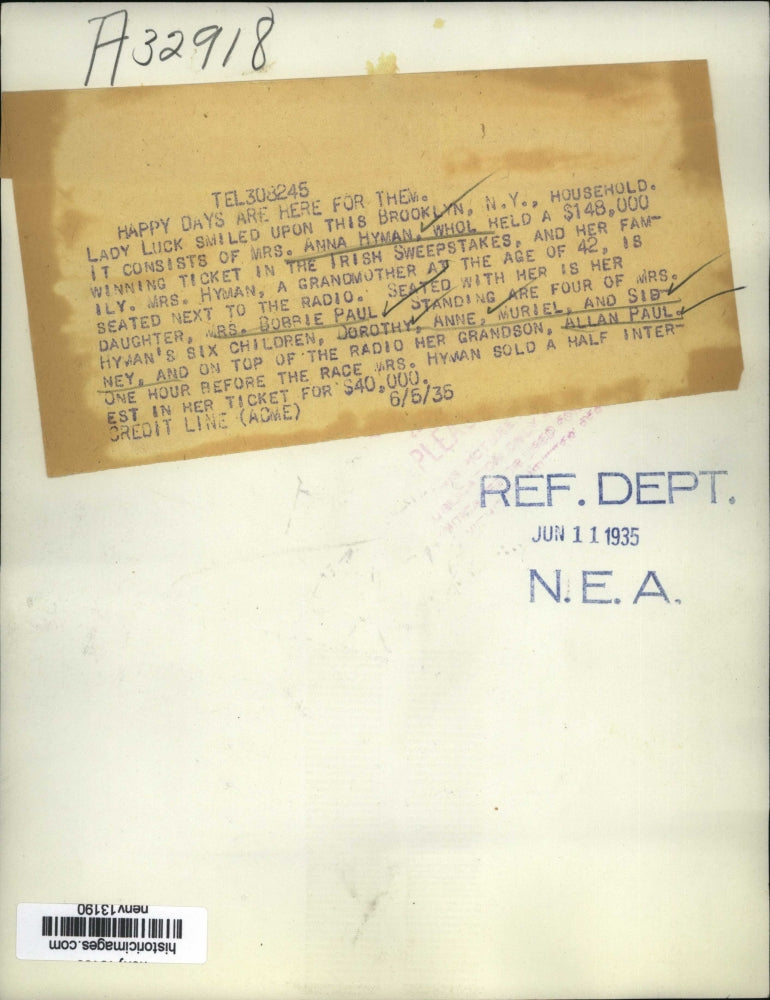 A32918
TEL308245
HAPPY DAYS ARE HERE FOR THEM.
LADY LUCK SMILED UPON THIS BROOKLYN, N.Y., HOUSEHOLD.
IT CONSISTS OF MRS. ANNA HYMAN, WHOL HELD A $148,000
WINNING TICKET IN THE IRISH SWEEPSTAKES, AND HER FAM-
ILY. MRS. HYMAN, A GRANDMOTHER AT THE AGE OF 42, IS
SEATED NEXT TO THE RADIO. SEATED WITH HER IS HER
DAUGHTER, MRS. BOBBIE PAUL. STANDING ARE FOUR OF MRS.
HYMAN'S SIX CHILDREN, DOROTHY, ANNE, MURIEL, AND SID-
NEY, AND ON TOP OF THE RADIO HER GRANDSON, ALLAN PAUL.
ONE HOUR BEFORE THE RACE MRS. HYMAN SOLD A HALF INTER-
EST IN HER TICKET FOR $40,000.
CREDIT LINE (ACME) 6/5/35
REF. DEPT.
JUN 11 1935
N.E.A.
historicimages.com
nenv13190